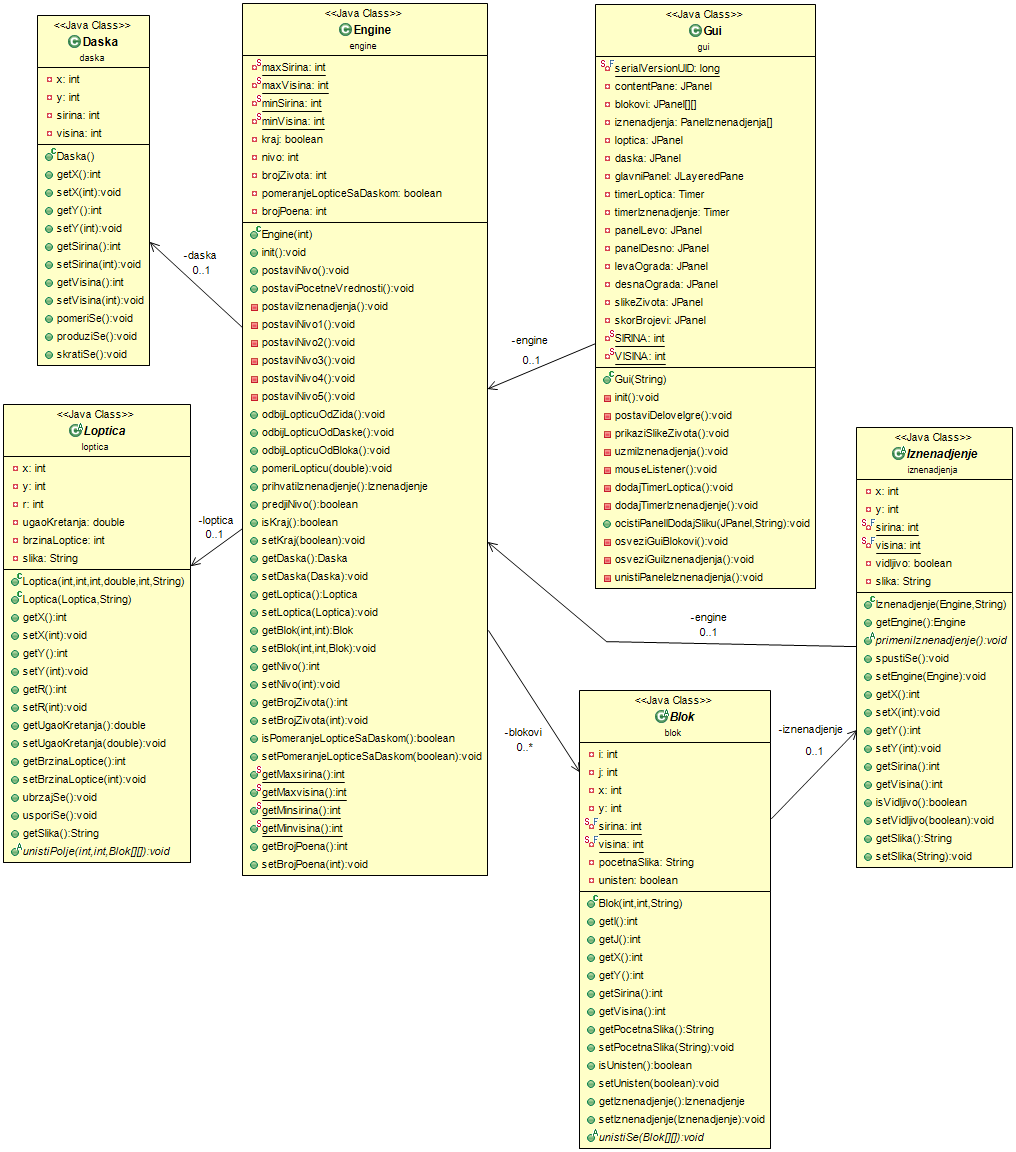 <<Java Class>>
Daska
daska
x: int
y: int
sirina: int
visina: int
Daska()
getX():int
setX(int):void
getY():int
setY(int):void
getSirina():int
setSirina(int):void
getVisina():int
setVisina(int):void
pomeriSe():void
produziSe():void
skratiSe():void
-daska
0..1
<<Java Class>>
Engine
engine
maxSirina: int
maxVisina: int
minSirina: int
minVisina: int
kraj: boolean
nivo: int
brojZivota: int
pomeranjeLopticeSaDaskom: boolean
brojPoena: int
Engine(int)
init():void
postaviNivo():void
postaviPocetneVrednosti():void
postaviIznenadjenja():void
postaviNivo1():void
postaviNivo2():void
postaviNivo3():void
postaviNivo4():void
postaviNivo5():void
odbijLopticuOdZida():void
odbijLopticuOdDaske():void
odbijLopticuOdBloka():void
pomeriLopticu(double):void
prihvatiIznenadjenje():Iznenadjenje
predjiNivo():boolean
isKraj():boolean
setKraj(boolean):void
getDaska():Daska
setDaska(Daska):void
getLoptica():Loptica
setLoptica(Loptica):void
getBlok(int,int):Blok
setBlok(int,int,Blok):void
getNivo():int
setNivo(int):void
getBrojZivota():int
setBrojZivota(int):void
isPomeranjeLopticeSaDaskom():boolean
setPomeranjeLopticeSaDaskom(boolean):void
getMaxsirina():int
getMaxvisina():int
getMinsirina():int
getMinvisina():int
getBrojPoena():int
setBrojPoena(int):void
-engine
0..1
<<Java Class>>
Gui
gui
serialVersionUID: long
contentPane: JPanel
blokovi: JPanel[][]
iznenadjenja: PanelIznenadjenja[]
loptica: JPanel
daska: JPanel
glavniPanel: JLayeredPane
timerLoptica: Timer
timerIznenadjenje: Timer
panelLevo: JPanel
panelDesno: JPanel
levaOgrada: JPanel
desnaOgrada: JPanel
slikeZivota: JPanel
skorBrojevi: JPanel
SIRINA: int
VISINA: int
Gui(String)
init():void
postaviDeloveIgre():void
prikaziSlikeZivota():void
uzmiIznenadjenja():void
mouseListener():void
dodajTimerLoptica():void
dodajTimerIznenadjenje():void
ocistiPanelIDodajSliku(JPanel,String):void
osveziGuiBlokovi():void
osveziGuiIznenadjenja():void
unistiPaneleIznenadjenja():void
<<Java Class>>
Loptica
loptica
x: int
y: int
r: int
ugaoKretanja: double
brzinaLoptice: int
slika: String
Loptica(int,int,int,double,int,String)
Loptica(Loptica,String)
getX():int
setX(int):void
getY():int
setY(int):void
getR():int
setR(int):void
getUgaoKretanja():double
setUgaoKretanja(double):void
getBrzinaLoptice():int
setBrzinaLoptice(int):void
ubrzajSe():void
usporiSe():void
getSlika():String
unistiPolje(int,int,Blok[][]):void
-loptica
0..1
<<Java Class>>
Iznenadjenje
iznenadjenja
x: int
y: int
sirina: int
visina: int
vidljivo: boolean
slika: String
Iznenadjenje(Engine,String)
getEngine():Engine
primeniIznenadjenje():void
spustiSe():void
setEngine(Engine):void
getX():int
setX(int):void
getY():int
setY(int):void
getSirina():int
getVisina():int
isVidljivo():boolean
setVidljivo(boolean):void
getSlika():String
setSlika(String):void
-engine
0..1
-blokovi
0..*
<<Java Class>>
Blok
blok
i: int
j: int
x: int
y: int
sirina: int
visina: int
pocetnaSlika: String
unisten: boolean
Blok(int,int,String)
getI():int
getJ():int
getX():int
getY():int
getSirina():int
getVisina():int
getPocetnaSlika():String
setPocetnaSlika(String):void
isUnisten():boolean
setUnisten(boolean):void
getIznenadjenje():Iznenadjenje
setIznenadjenje(Iznenadjenje):void
unistiSe(Blok[][]):void
-iznenadjenje
0..1